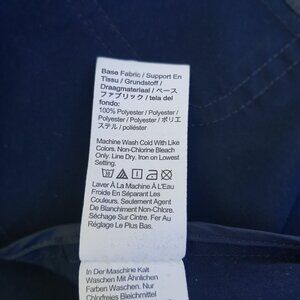 Base Fabric / Support En
Tissu / Grundstoff /
Draagmateriaal / ベース
ファブリック / tela del
fondo:
100% Polyester / Polyester /
Polyester / Polyester / ポリエ
ステル / poliéster
Machine Wash Cold With Like
Colors. Non-Chlorine Bleach
Only. Line Dry, Iron on Lowest
Setting.
Laver À La Machine À L'Eau
Froide En Séparant Les
Couleurs. Seulement Agent
De Blanchiment Non-Chlore.
Séchage Sur Cintre. Fer Au
Réglage Le Plus Bas.
In Der Maschine Kalt
Waschen Mit Ähnlichen
Farben Waschen. Nur
Chlorfreies Bleichmittel